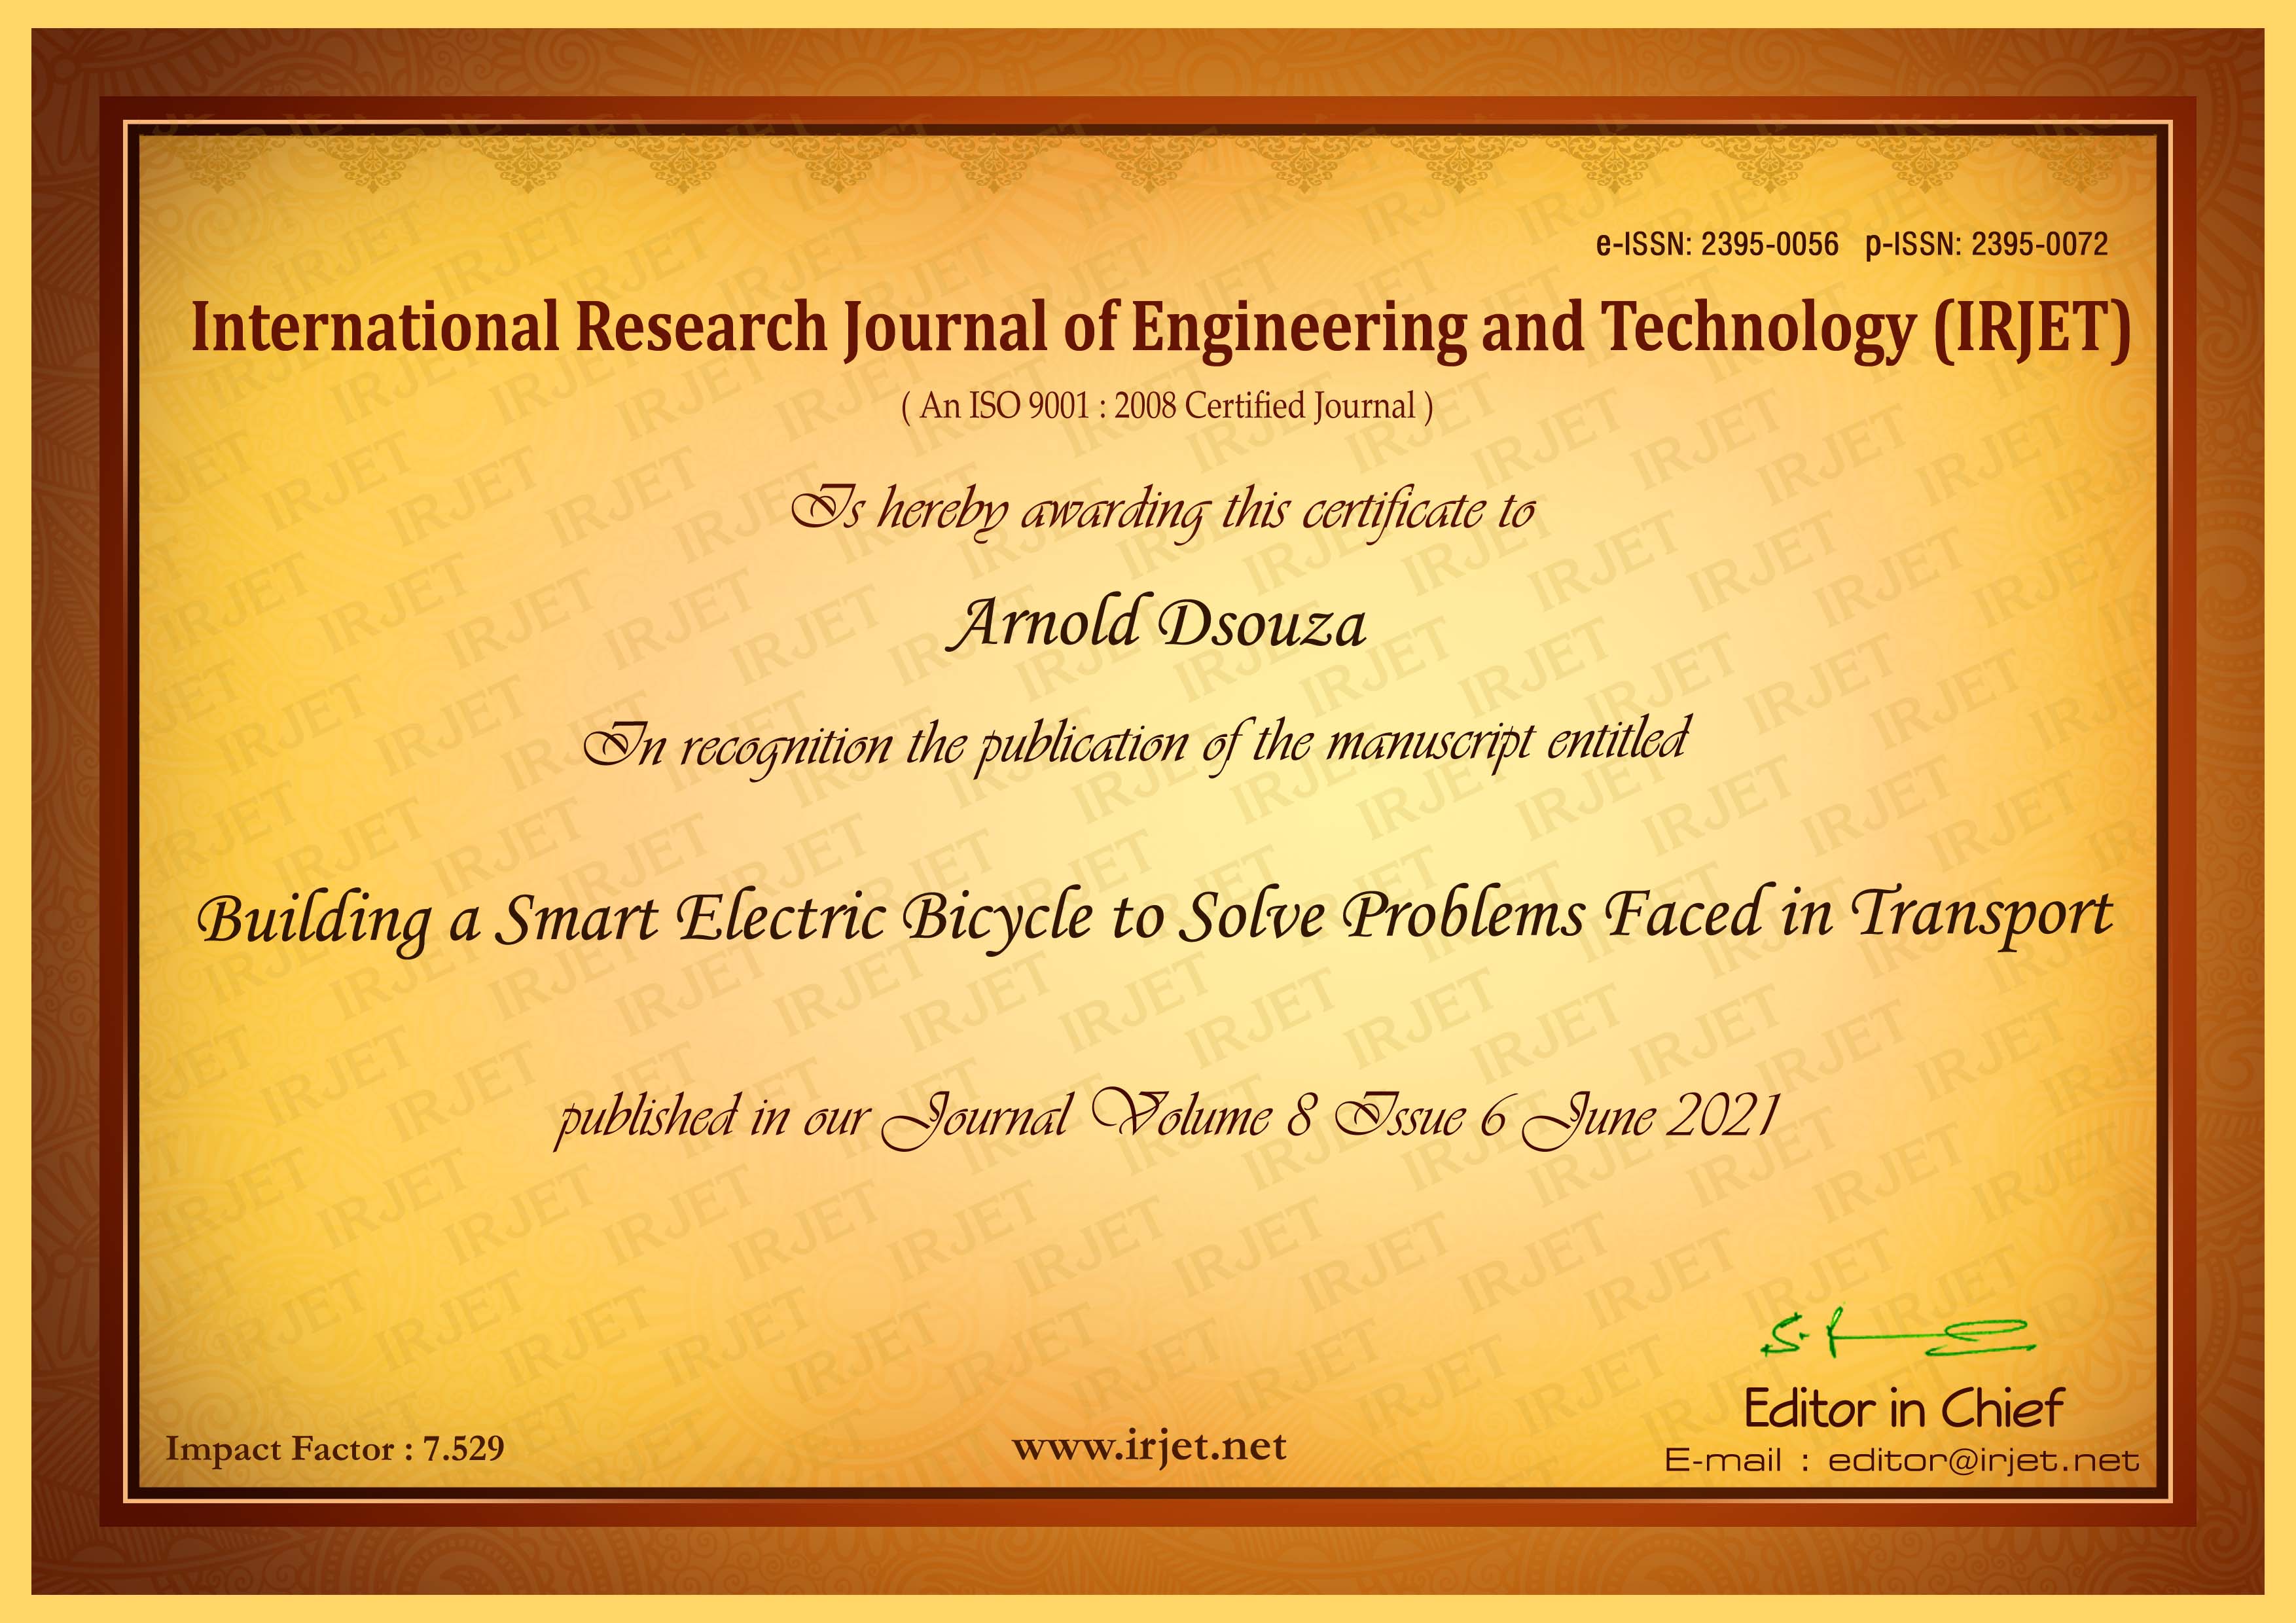 e-ISSN: 2395-0056 p-ISSN: 2395-0072
International Research Journal of Engineering and Technology (IRJET)
( An ISO 9001 : 2008 Certified Journal )
Is hereby awarding this certificate to
Arnold Dsouza
In recognition the publication of the manuscript entitled
Building a Smart Electric Bicycle to Solve Problems Faced in Transport
published in our Journal Volume 8 Issue 6 June 2021
Editor in Chief
Impact Factor : 7.529 www.irjet.net E-mail : editor@irjet.net